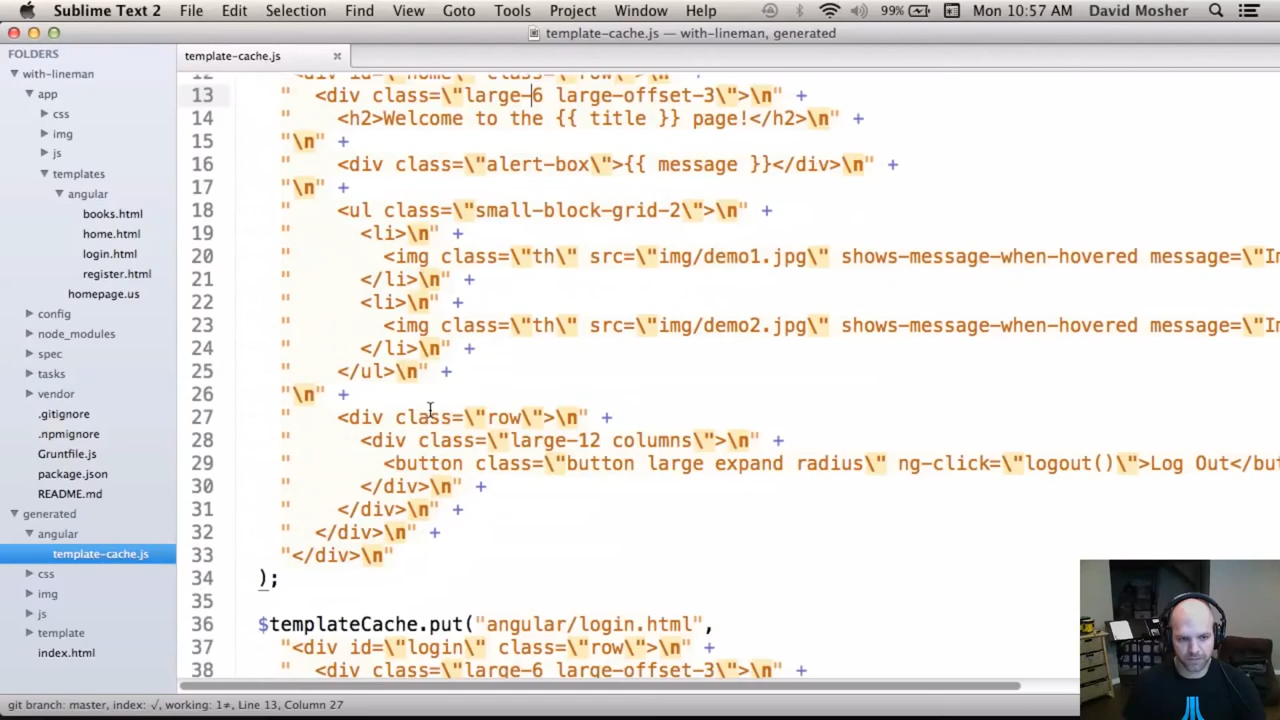 Sublime Text 2 File Edit Selection Find View Goto Tools Project Window Help 99% Mon 10:57 AM David Mosher
template-cache.js — with-lineman, generated
FOLDERS
with-lineman
app
css
img
js
templates
angular
books.html
home.html
login.html
register.html
homepage.us
config
node_modules
spec
tasks
vendor
.gitignore
.npmignore
Gruntfile.js
package.json
README.md
generated
angular
template-cache.js
css
img
js
template
index.html
template-cache.js
12 "<div id=\"home\" class=\"row\">\n" +
13 "  <div class=\"large-6 large-offset-3\">\n" +
14 "    <h2>Welcome to the {{ title }} page!</h2>\n" +
15 "\n" +
16 "    <div class=\"alert-box\">{{ message }}</div>\n" +
17 "\n" +
18 "    <ul class=\"small-block-grid-2\">\n" +
19 "      <li>\n" +
20 "        <img class=\"th\" src=\"img/demo1.jpg\" shows-message-when-hovered message=\"Im
21 "      </li>\n" +
22 "      <li>\n" +
23 "        <img class=\"th\" src=\"img/demo2.jpg\" shows-message-when-hovered message=\"Im
24 "      </li>\n" +
25 "    </ul>\n" +
26 "\n" +
27 "    <div class=\"row\">\n" +
28 "      <div class=\"large-12 columns\">\n" +
29 "        <button class=\"button large expand radius\" ng-click=\"logout()\">Log Out</but
30 "      </div>\n" +
31 "    </div>\n" +
32 "  </div>\n" +
33 "</div>\n"
34 );
35
36 $templateCache.put("angular/login.html",
37 "<div id=\"login\" class=\"row\">\n" +
38 "  <div class=\"large-6 large-offset-3\">\n" +
git branch: master, index: √, working: 1≠, Line 13, Column 27